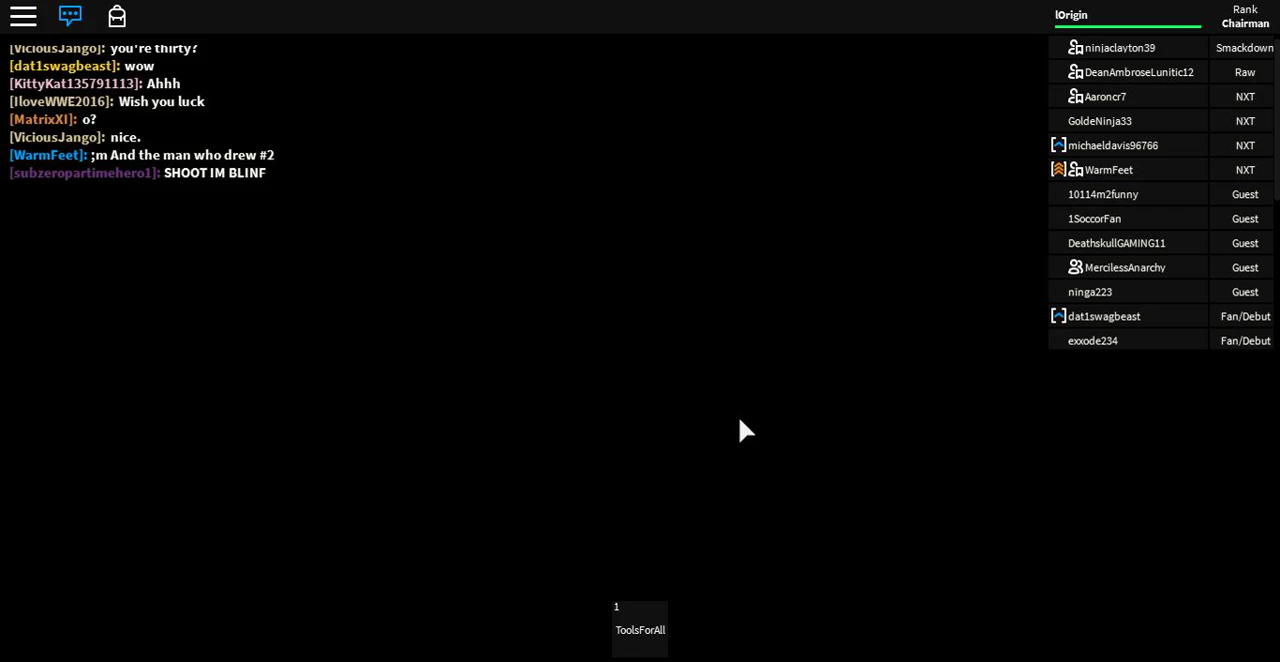 [ViciousJango]: you're thirty?
[dat1swagbeast]: wow
[KittyKat135791113]: Ahhh
[IloveWWE2016]: Wish you luck
[MatrixXI]: o?
[ViciousJango]: nice.
[WarmFeet]: ;m And the man who drew #2
[subzeropartimehero1]: SHOOT IM BLINF
lOrigin Rank Chairman
ninjaclayton39 Smackdown
DeanAmbroseLunitic12 Raw
Aaroncr7 NXT
GoldeNinja33 NXT
michaeldavis96766 NXT
WarmFeet NXT
10114m2funny Guest
1SoccorFan Guest
DeathskullGAMING11 Guest
MercilessAnarchy Guest
ninga223 Guest
dat1swagbeast Fan/Debut
exxode234 Fan/Debut
1
ToolsForAll